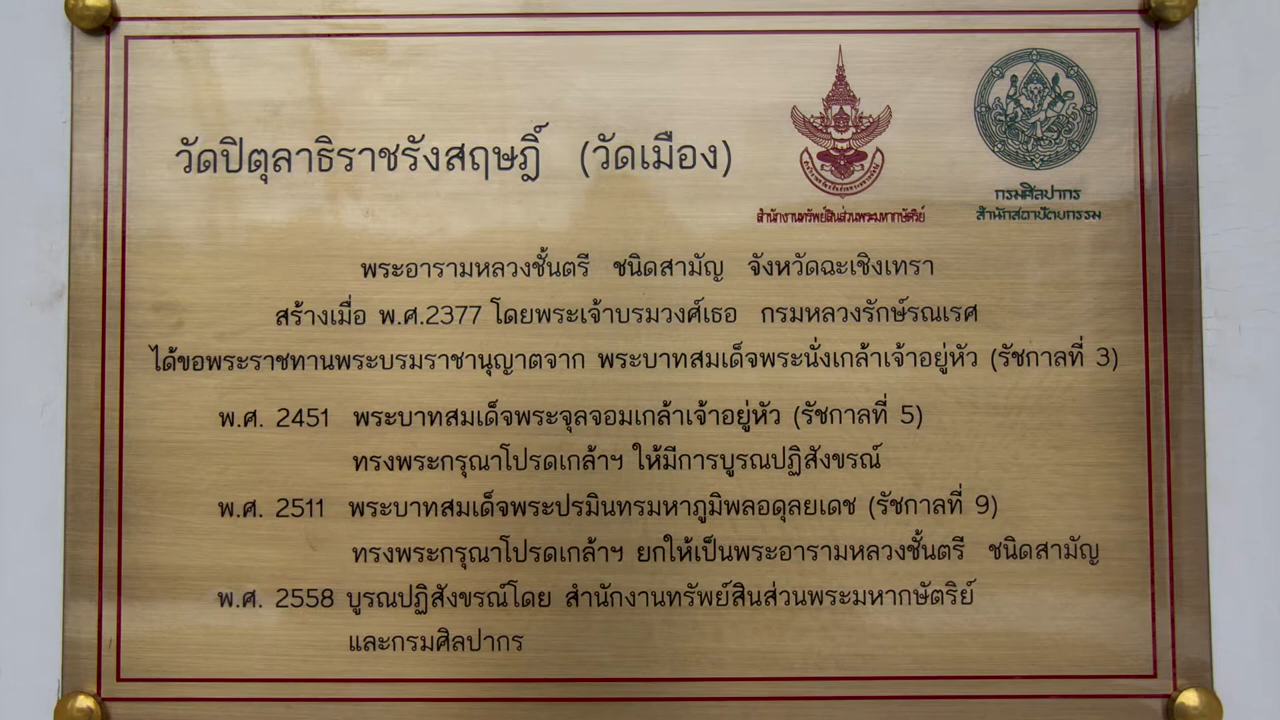 วัดปิตุลาธิราชรังสฤษฎิ์ (วัดเมือง)
สำนักงานทรัพย์สินส่วนพระมหากษัตริย์
กรมศิลปากร
สำนักสถาปัตยกรรม
พระอารามหลวงชั้นตรี ชนิดสามัญ จังหวัดฉะเชิงเทรา
สร้างเมื่อ พ.ศ.2377 โดยพระเจ้าบรมวงศ์เธอ กรมหลวงรักษ์รณเรศ
ได้ขอพระราชทานพระบรมราชานุญาตจาก พระบาทสมเด็จพระนั่งเกล้าเจ้าอยู่หัว (รัชกาลที่ 3)
พ.ศ. 2451 พระบาทสมเด็จพระจุลจอมเกล้าเจ้าอยู่หัว (รัชกาลที่ 5)
ทรงพระกรุณาโปรดเกล้าฯ ให้มีการบูรณปฏิสังขรณ์
พ.ศ. 2511 พระบาทสมเด็จพระปรมินทรมหาภูมิพลอดุลยเดช (รัชกาลที่ 9)
ทรงพระกรุณาโปรดเกล้าฯ ยกให้เป็นพระอารามหลวงชั้นตรี ชนิดสามัญ
พ.ศ. 2558 บูรณปฏิสังขรณ์โดย สำนักงานทรัพย์สินส่วนพระมหากษัตริย์
และกรมศิลปากร